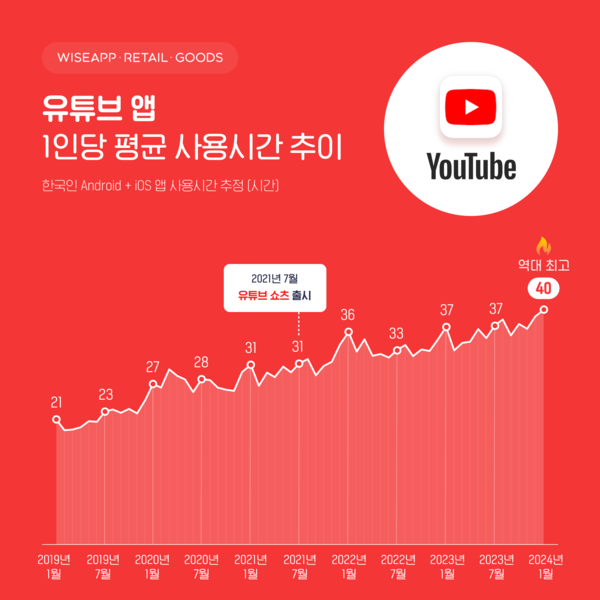 WISEAPP·RETAIL·GOODS
유튜브 앱
1인당 평균 사용시간 추이
한국인 Android + iOS 앱 사용시간 추정 (시간)
YouTube
역대 최고
40
2021년 7월
유튜브 쇼츠 출시
21
23
27
28
31
31
36
33
37
37
2019년 1월
2019년 7월
2020년 1월
2020년 7월
2021년 1월
2021년 7월
2022년 1월
2022년 7월
2023년 1월
2023년 7월
2024년 1월